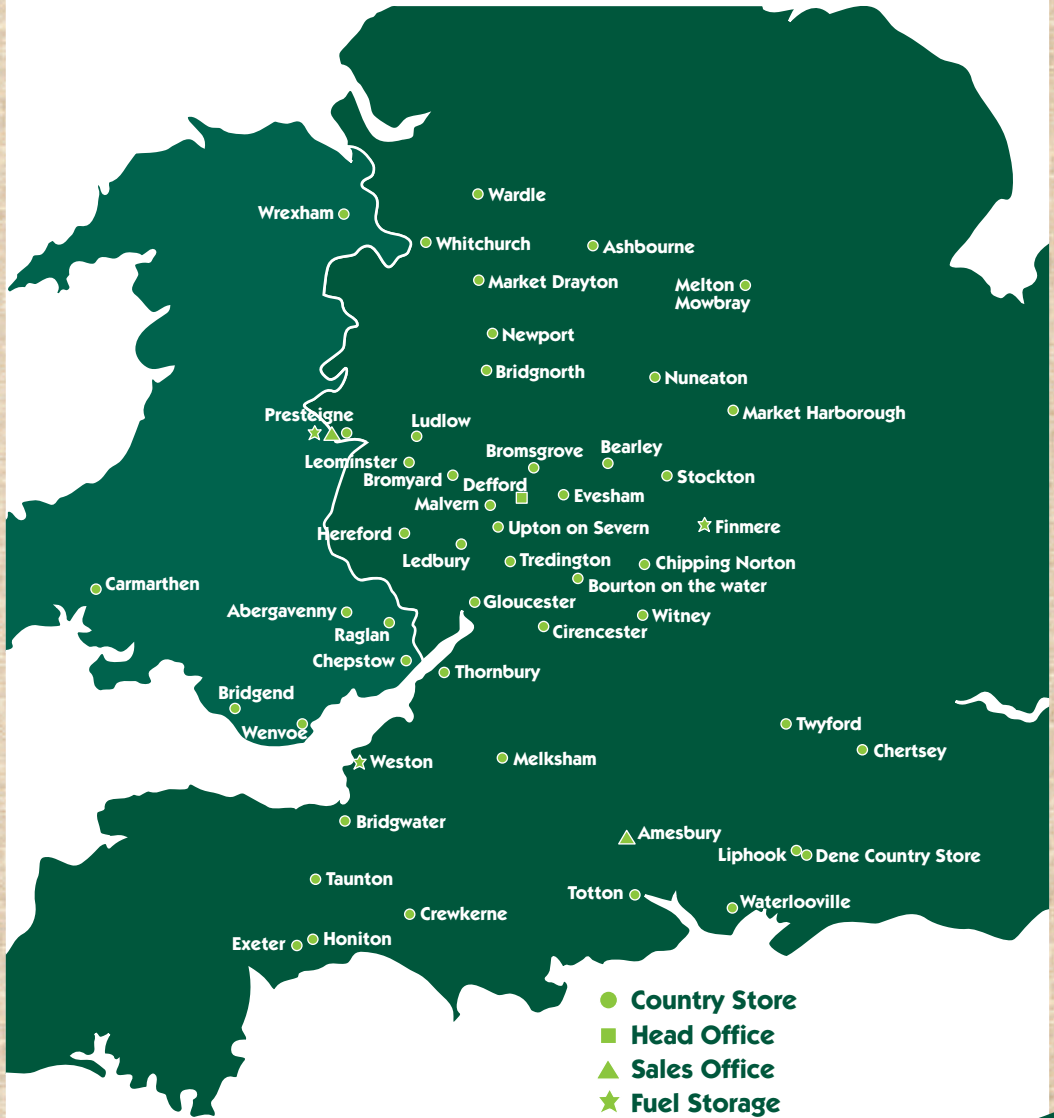 Wardle
Wrexham
Whitchurch
Ashbourne
Market Drayton
Melton
Mowbray
Newport
Bridgnorth
Nuneaton
Market Harborough
Presteigne
Ludlow
Bromsgrove
Bearley
Leominster
Bromyard
Defford
Stockton
Malvern
Evesham
Hereford
Upton on Severn
Finmere
Ledbury
Tredington
Chipping Norton
Carmarthen
Bourton on the water
Abergavenny
Gloucester
Witney
Raglan
Cirencester
Chepstow
Thornbury
Bridgend
Wenvoe
Twyford
Chertsey
Weston
Melksham
Bridgwater
Amesbury
Liphook
Dene Country Store
Taunton
Totton
Waterlooville
Crewkerne
Exeter
Honiton
Country Store
Head Office
Sales Office
Fuel Storage